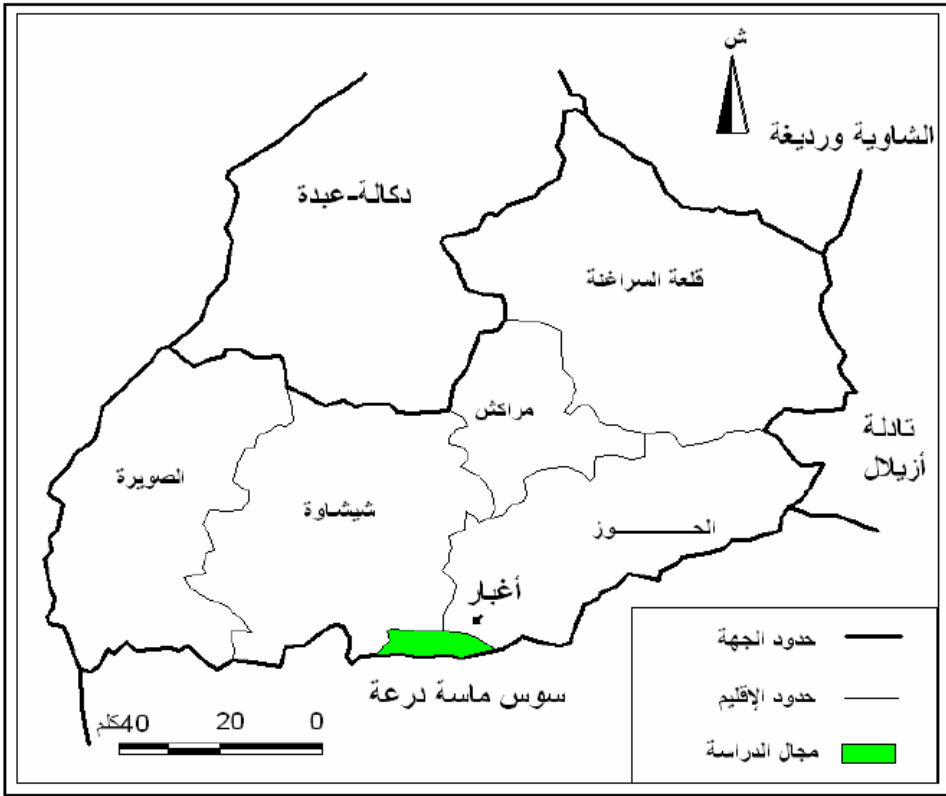 ش
الشاوية ورديغة
دكالة-عبدة
قلعة السراغنة
مراكش
تادلة
أزيلال
الصويرة
شيشاوة
الحـــــــوز
أغبار
سوس ماسة درعة
0 20 40كلم
حدود الجهة
حدود الإقليم
مجال الدراسة